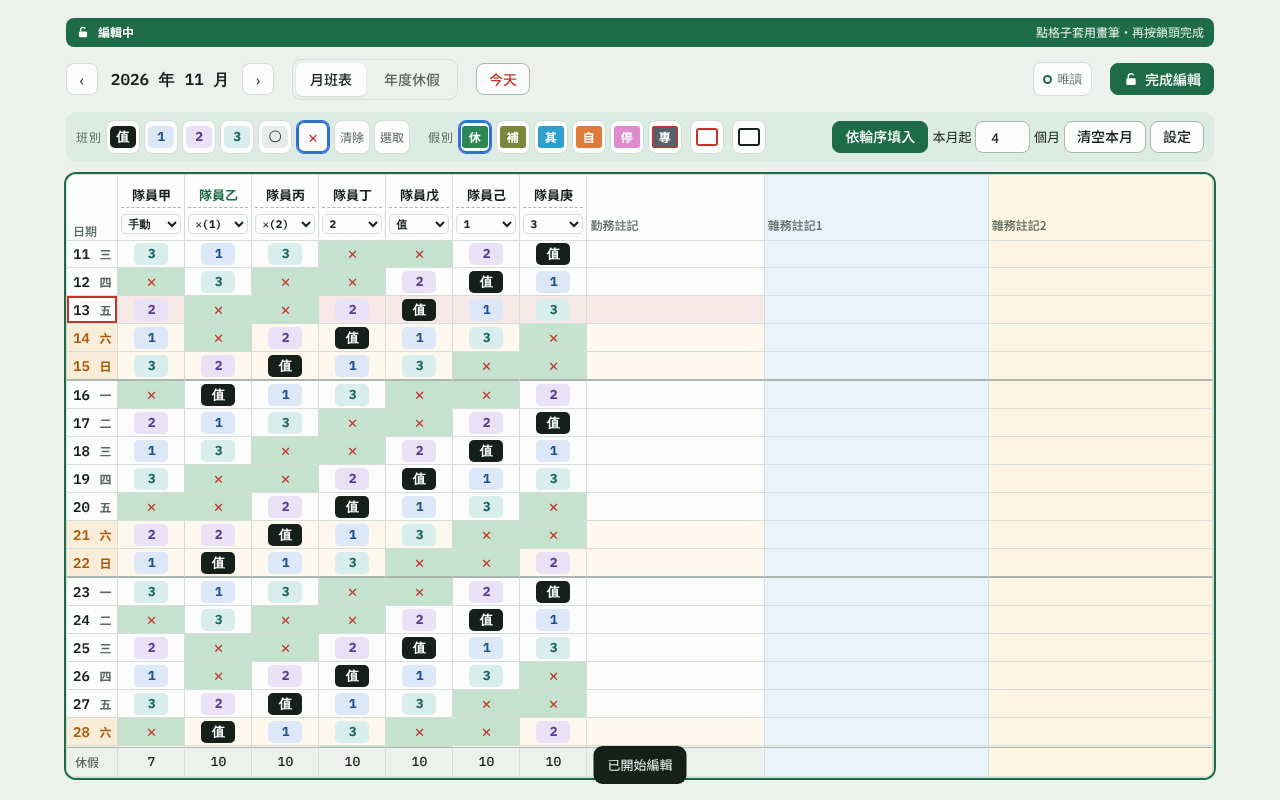 編輯中
點格子套用畫筆・再按鎖頭完成
‹ 2026 年 11 月 › 月班表 年度休假 今天 唯讀 完成編輯
班別 值 1 2 3 〇 ✕ 清除 選取 假別 休 補 其 自 停 專 依輪序填入 本月起 4 個月 清空本月 設定
隊員甲 隊員乙 隊員丙 隊員丁 隊員戊 隊員己 隊員庚
日期 手動 ×(1) ×(2) 2 值 1 3 勤務註記 雜務註記1 雜務註記2
11 三 3 1 3 ✕ ✕ 2 值
12 四 ✕ 3 ✕ ✕ 2 值 1
13 五 2 ✕ ✕ 2 值 1 3
14 六 1 ✕ 2 值 1 3 ✕
15 日 3 2 值 1 3 ✕ ✕
16 一 ✕ 值 1 3 ✕ ✕ 2
17 二 2 1 3 ✕ ✕ 2 值
18 三 1 3 ✕ ✕ 2 值 1
19 四 3 ✕ ✕ 2 值 1 3
20 五 ✕ ✕ 2 值 1 3 ✕
21 六 2 2 值 1 3 ✕ ✕
22 日 1 值 1 3 ✕ ✕ 2
23 一 3 1 3 ✕ ✕ 2 值
24 二 ✕ 3 ✕ ✕ 2 值 1
25 三 2 ✕ ✕ 2 值 1 3
26 四 1 ✕ 2 值 1 3 ✕
27 五 3 2 值 1 3 ✕ ✕
28 六 ✕ 值 1 3 ✕ ✕ 2
休假 7 10 10 10 10 10 10
已開始編輯